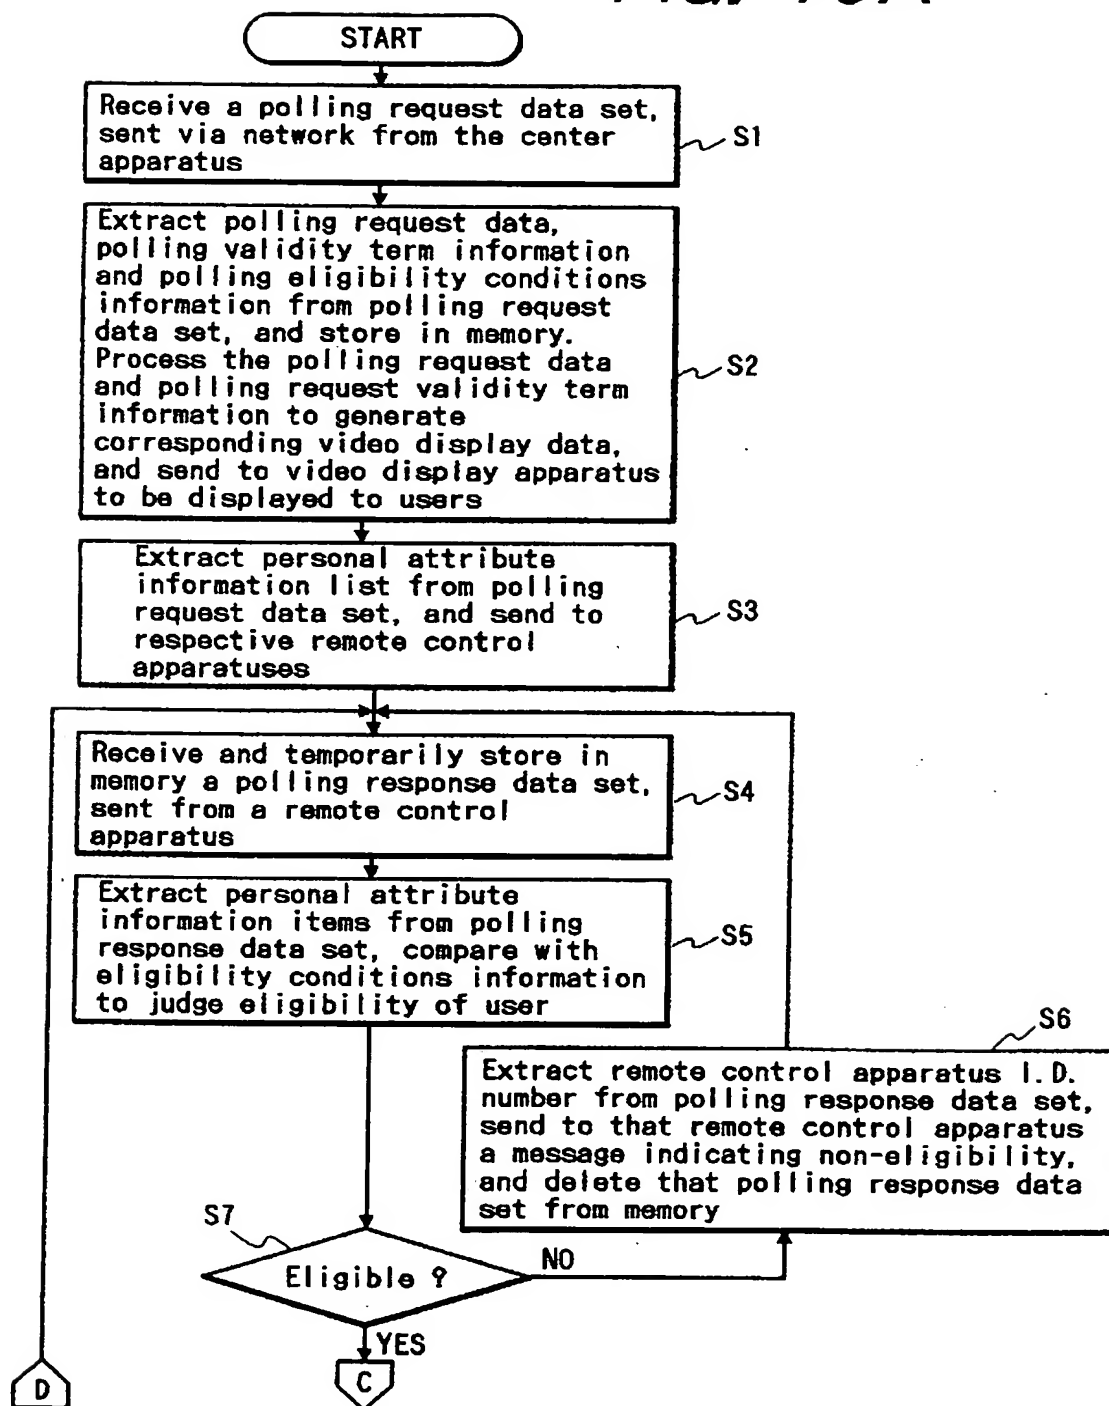 START
Receive a polling request data set,
sent via network from the center
apparatus
S1
Extract polling request data,
polling validity term information
and polling eligibility conditions
information from polling request
data set, and store in memory.
Process the polling request data
and polling request validity term
information to generate
corresponding video display data,
and send to video display apparatus
to be displayed to users
S2
Extract personal attribute
information list from polling
request data set, and send to
respective remote control
apparatuses
S3
Receive and temporarily store in
memory a polling response data set,
sent from a remote control
apparatus
S4
Extract personal attribute
information items from polling
response data set, compare with
eligibility conditions information
to judge eligibility of user
S5
S6
Extract remote control apparatus I.D.
number from polling response data set,
send to that remote control apparatus
a message indicating non-eligibility,
and delete that polling response data
set from memory
S7
Eligible ?
NO
YES
C
D